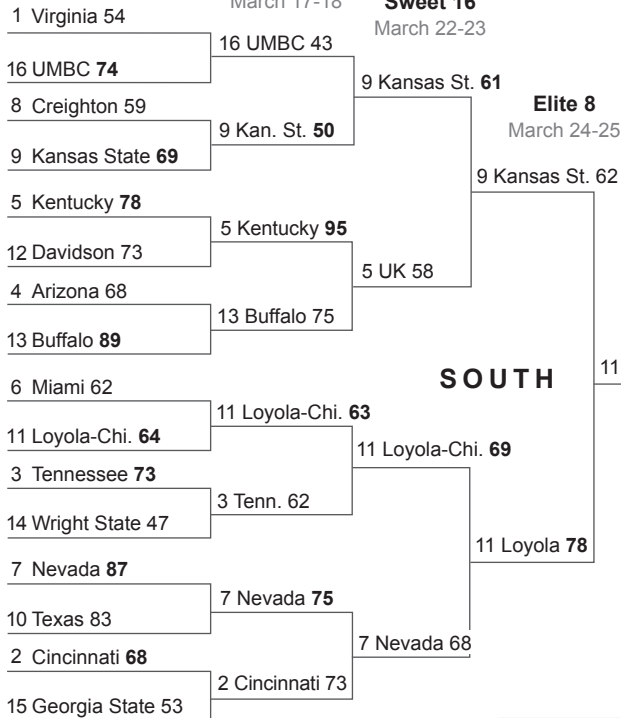 March 17-18
Sweet 16
March 22-23
1 Virginia 54
16 UMBC 74
8 Creighton 59
9 Kansas State 69
5 Kentucky 78
12 Davidson 73
4 Arizona 68
13 Buffalo 89
6 Miami 62
11 Loyola-Chi. 64
3 Tennessee 73
14 Wright State 47
7 Nevada 87
10 Texas 83
2 Cincinnati 68
15 Georgia State 53
16 UMBC 43
9 Kan. St. 50
5 Kentucky 95
13 Buffalo 75
11 Loyola-Chi. 63
3 Tenn. 62
7 Nevada 75
2 Cincinnati 73
9 Kansas St. 61
5 UK 58
11 Loyola-Chi. 69
7 Nevada 68
Elite 8
March 24-25
9 Kansas St. 62
11 Loyola 78
SOUTH
11